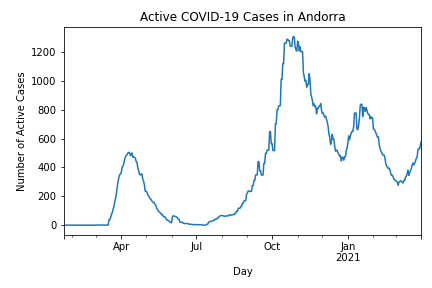 Active COVID-19 Cases in Andorra
Number of Active Cases
1200
1000
800
600
400
200
0
Apr
Jul
Oct
Jan
2021
Day